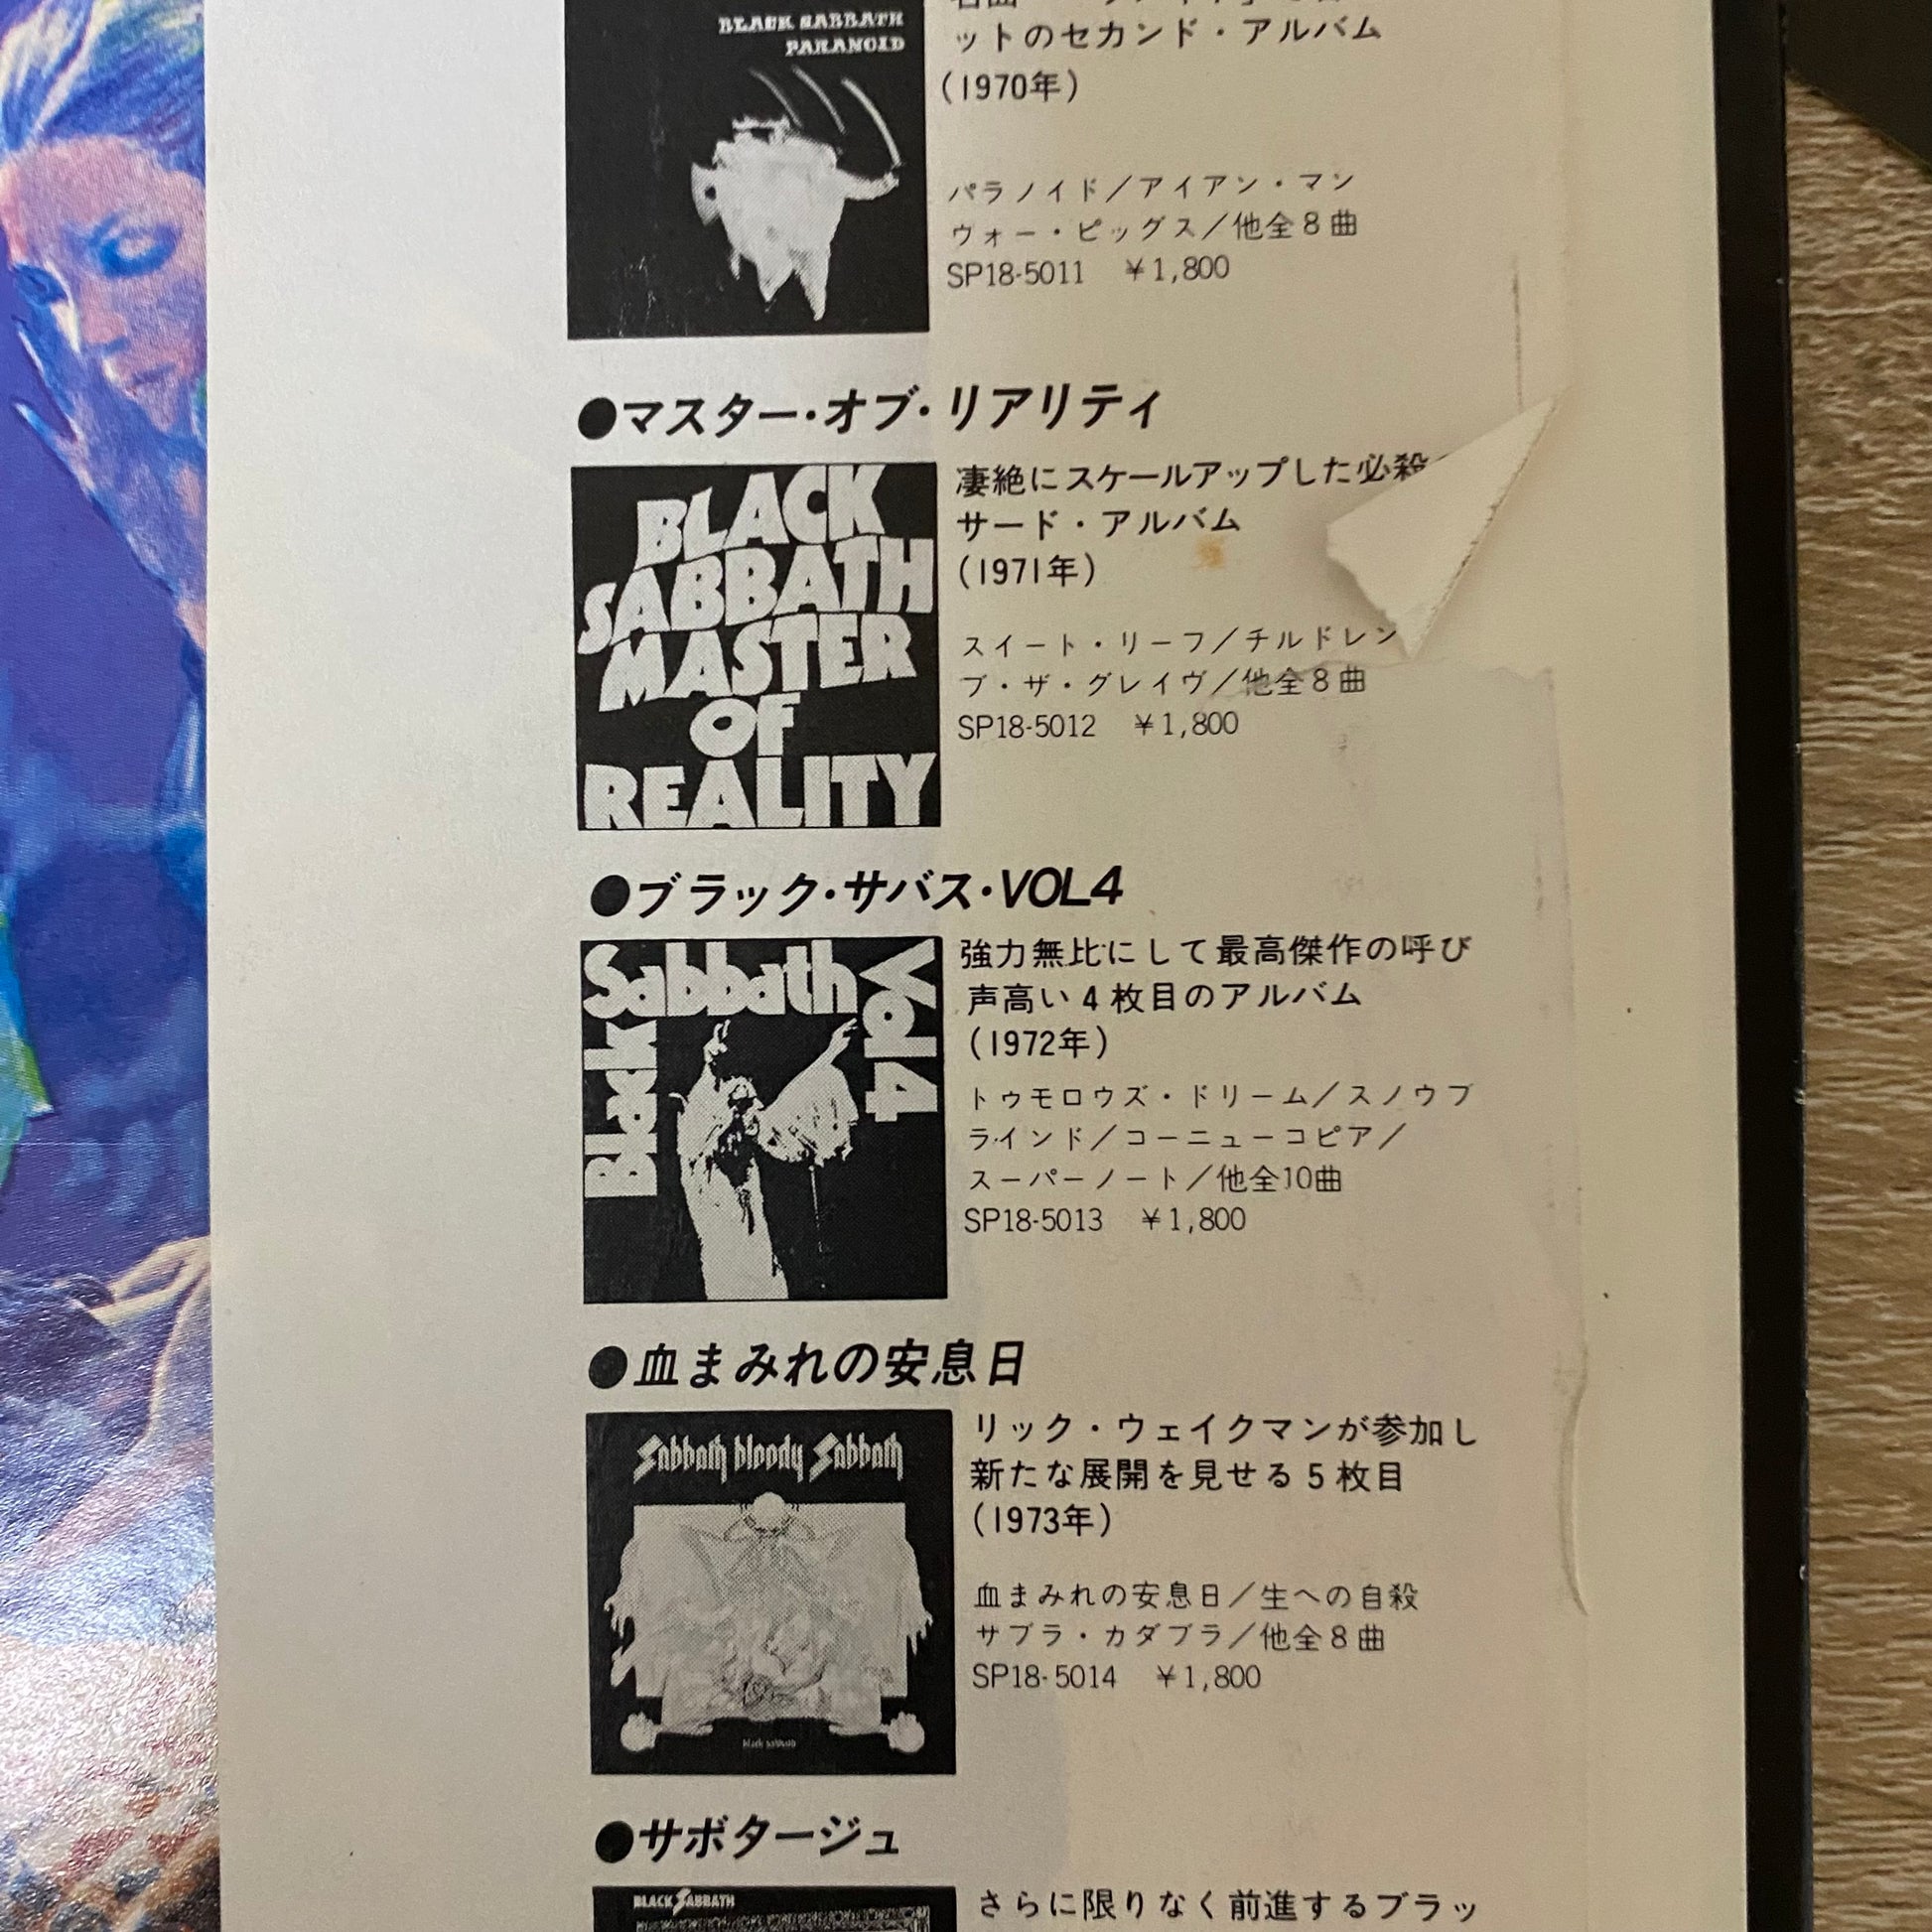 BLACK SABBATH
PARANOID
ットのセカンド・アルバム
(1970年)
パラノイド／アイアン・マン
ウォー・ピッグス／他全8曲
SP18-5011 ￥1,800
●マスター・オブ・リアリティ
BLACK
SABBATH
MASTER
OF
REALITY
凄絶にスケールアップした必殺
サード・アルバム
(1971年)
スイート・リーフ／チルドレン
ブ・ザ・グレイヴ／他全8曲
SP18-5012 ￥1,800
●ブラック・サバス・VOL4
Black
Sabbath
Vol 4
強力無比にして最高傑作の呼び
声高い4枚目のアルバム
(1972年)
トゥモロウズ・ドリーム／スノウブ
ラインド／コーニューコピア／
スーパーノート／他全10曲
SP18-5013 ￥1,800
●血まみれの安息日
Sabbath bloody Sabbath
black sabbath
リック・ウェイクマンが参加し
新たな展開を見せる5枚目
(1973年)
血まみれの安息日／生への自殺
サブラ・カダブラ／他全8曲
SP18-5014 ￥1,800
●サボタージュ
BLACK SABBATH
さらに限りなく前進するブラッ